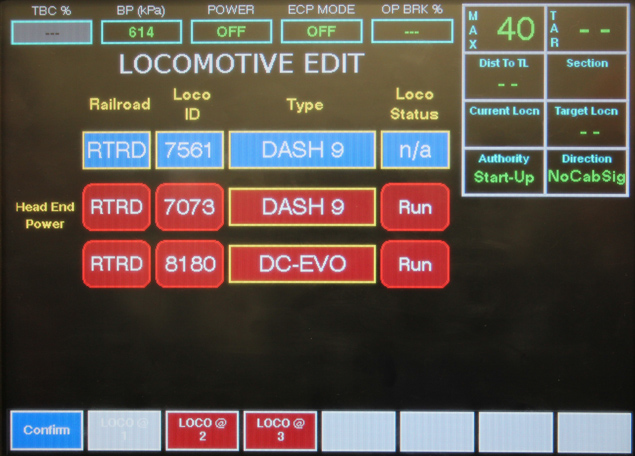 TBC % BP (kPa) POWER ECP MODE OP BRK %
--- 614 OFF OFF ---
MAX 40 TAR - -
LOCOMOTIVE EDIT
Dist To TL Section
- -
Railroad Loco ID Type Loco Status
Current Locn Target Locn
- -
RTRD 7561 DASH 9 n/a
Authority Direction
Start-Up NoCabSig
Head End Power
RTRD 7073 DASH 9 Run
RTRD 8180 DC-EVO Run
Confirm LOCO @ 1 LOCO @ 2 LOCO @ 3